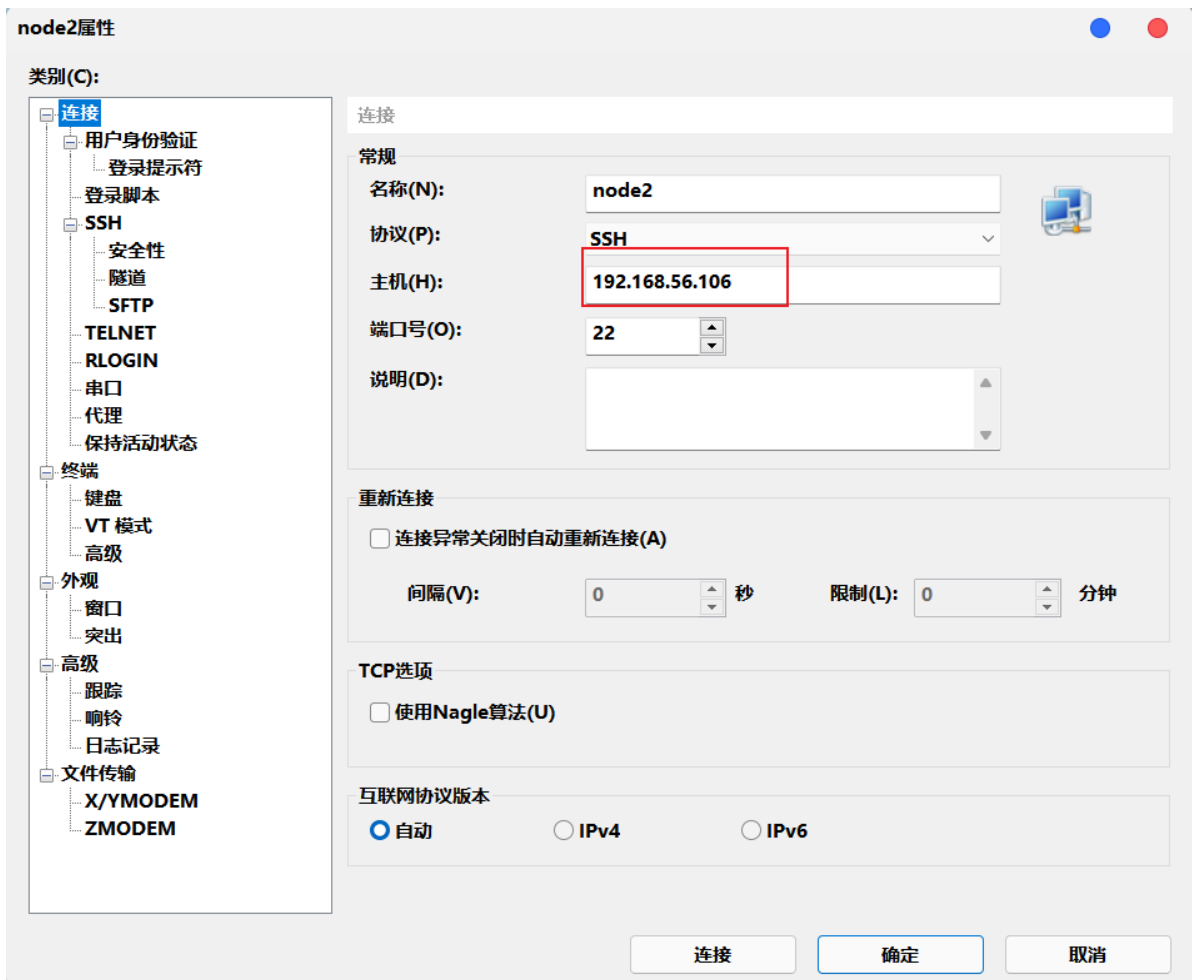 node2属性
类别(C):
连接
用户身份验证
登录提示符
登录脚本
SSH
安全性
隧道
SFTP
TELNET
RLOGIN
串口
代理
保持活动状态
终端
键盘
VT 模式
高级
外观
窗口
突出
高级
跟踪
响铃
日志记录
文件传输
X/YMODEM
ZMODEM
连接
常规
名称(N): node2
协议(P): SSH
主机(H): 192.168.56.106
端口号(O): 22
说明(D):
重新连接
连接异常关闭时自动重新连接(A)
间隔(V): 0 秒 限制(L): 0 分钟
TCP选项
使用Nagle算法(U)
互联网协议版本
自动 IPv4 IPv6
连接 确定 取消